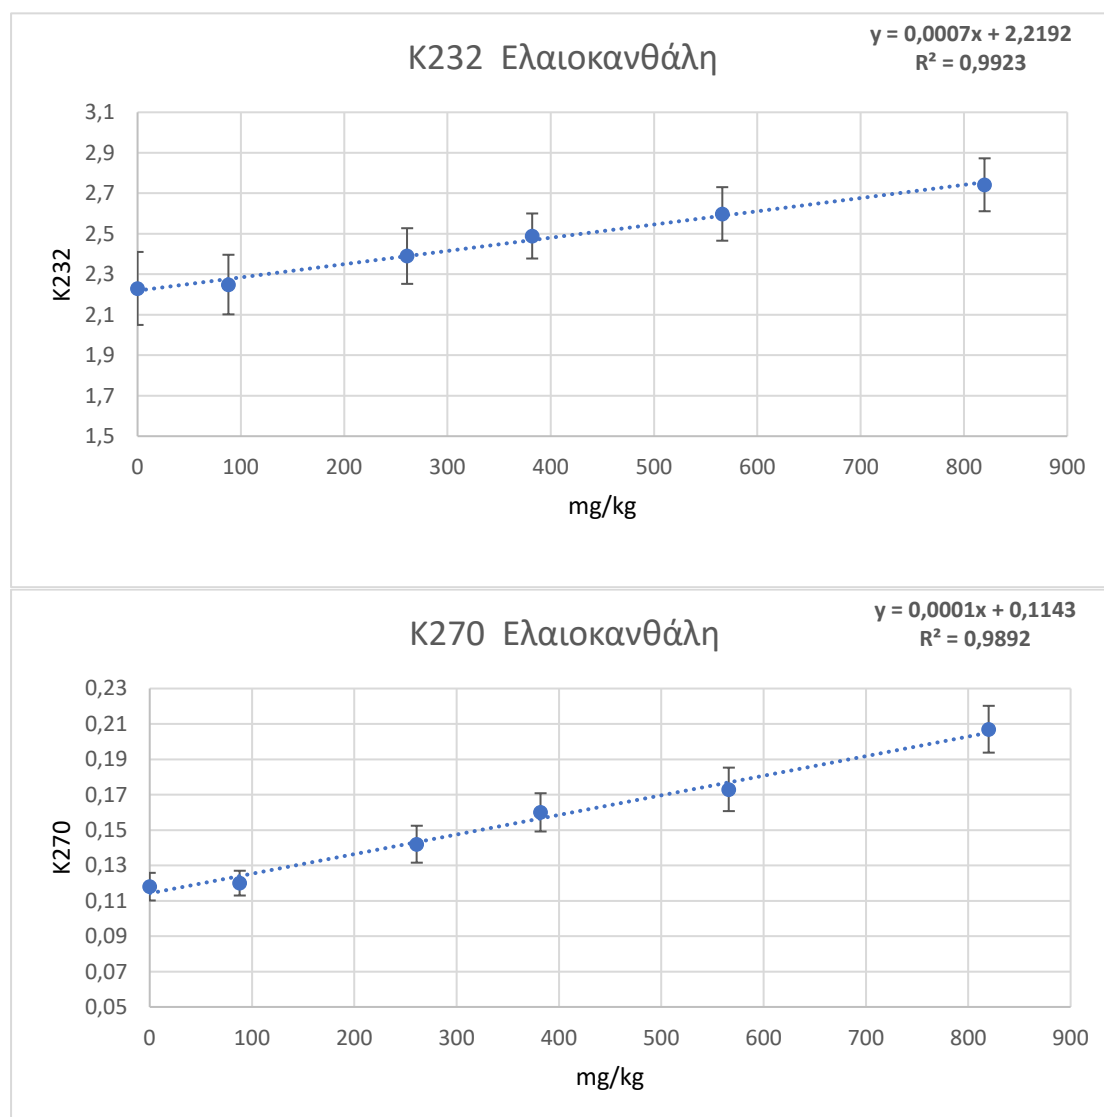 K232 Ελαιοκανθάλη
y = 0,0007x + 2,2192
R² = 0,9923
3,1
2,9
2,7
2,5
2,3
2,1
1,9
1,7
1,5
K232
0 100 200 300 400 500 600 700 800 900
mg/kg
K270 Ελαιοκανθάλη
y = 0,0001x + 0,1143
R² = 0,9892
0,23
0,21
0,19
0,17
0,15
0,13
0,11
0,09
0,07
0,05
K270
0 100 200 300 400 500 600 700 800 900
mg/kg